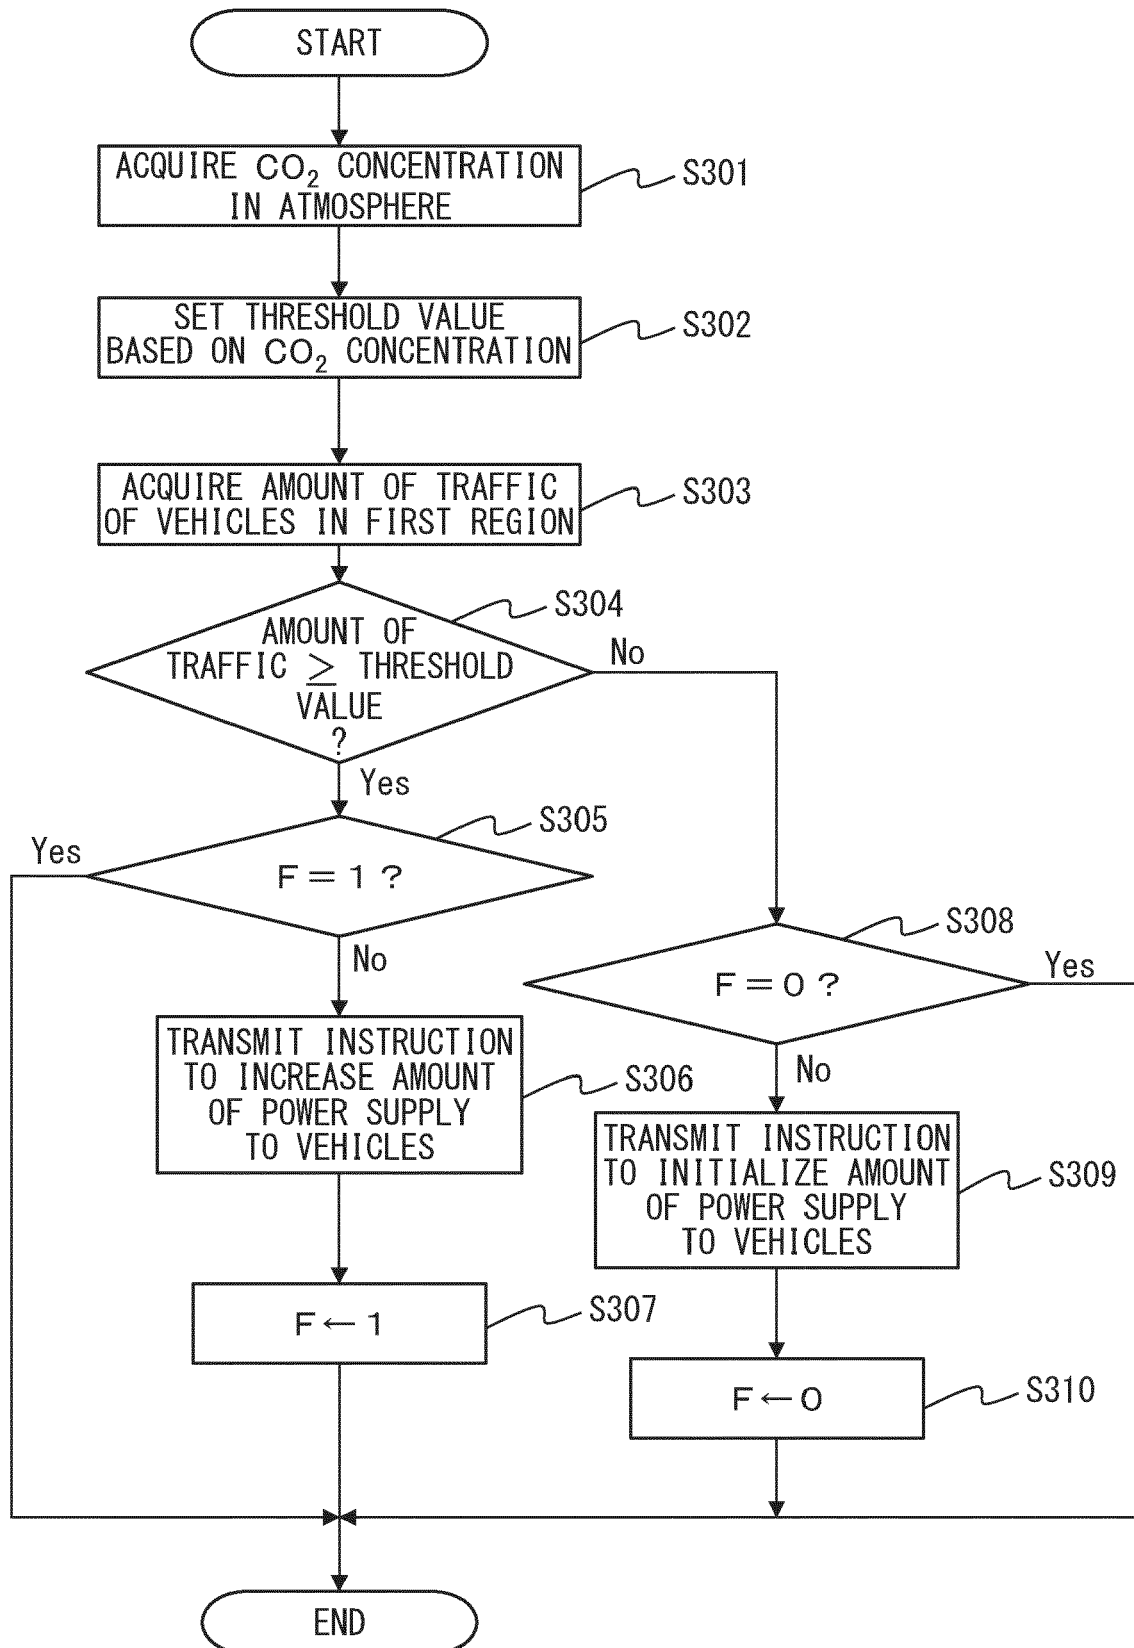 START
ACQUIRE CO₂ CONCENTRATION
IN ATMOSPHERE
S301
SET THRESHOLD VALUE
BASED ON CO₂ CONCENTRATION
S302
ACQUIRE AMOUNT OF TRAFFIC
OF VEHICLES IN FIRST REGION
S303
AMOUNT OF
TRAFFIC ≥ THRESHOLD
VALUE
?
S304
No
Yes
F=1?
S305
Yes
No
F=0?
S308
Yes
No
TRANSMIT INSTRUCTION
TO INCREASE AMOUNT
OF POWER SUPPLY
TO VEHICLES
S306
TRANSMIT INSTRUCTION
TO INITIALIZE AMOUNT
OF POWER SUPPLY
TO VEHICLES
S309
F←1
S307
F←0
S310
END